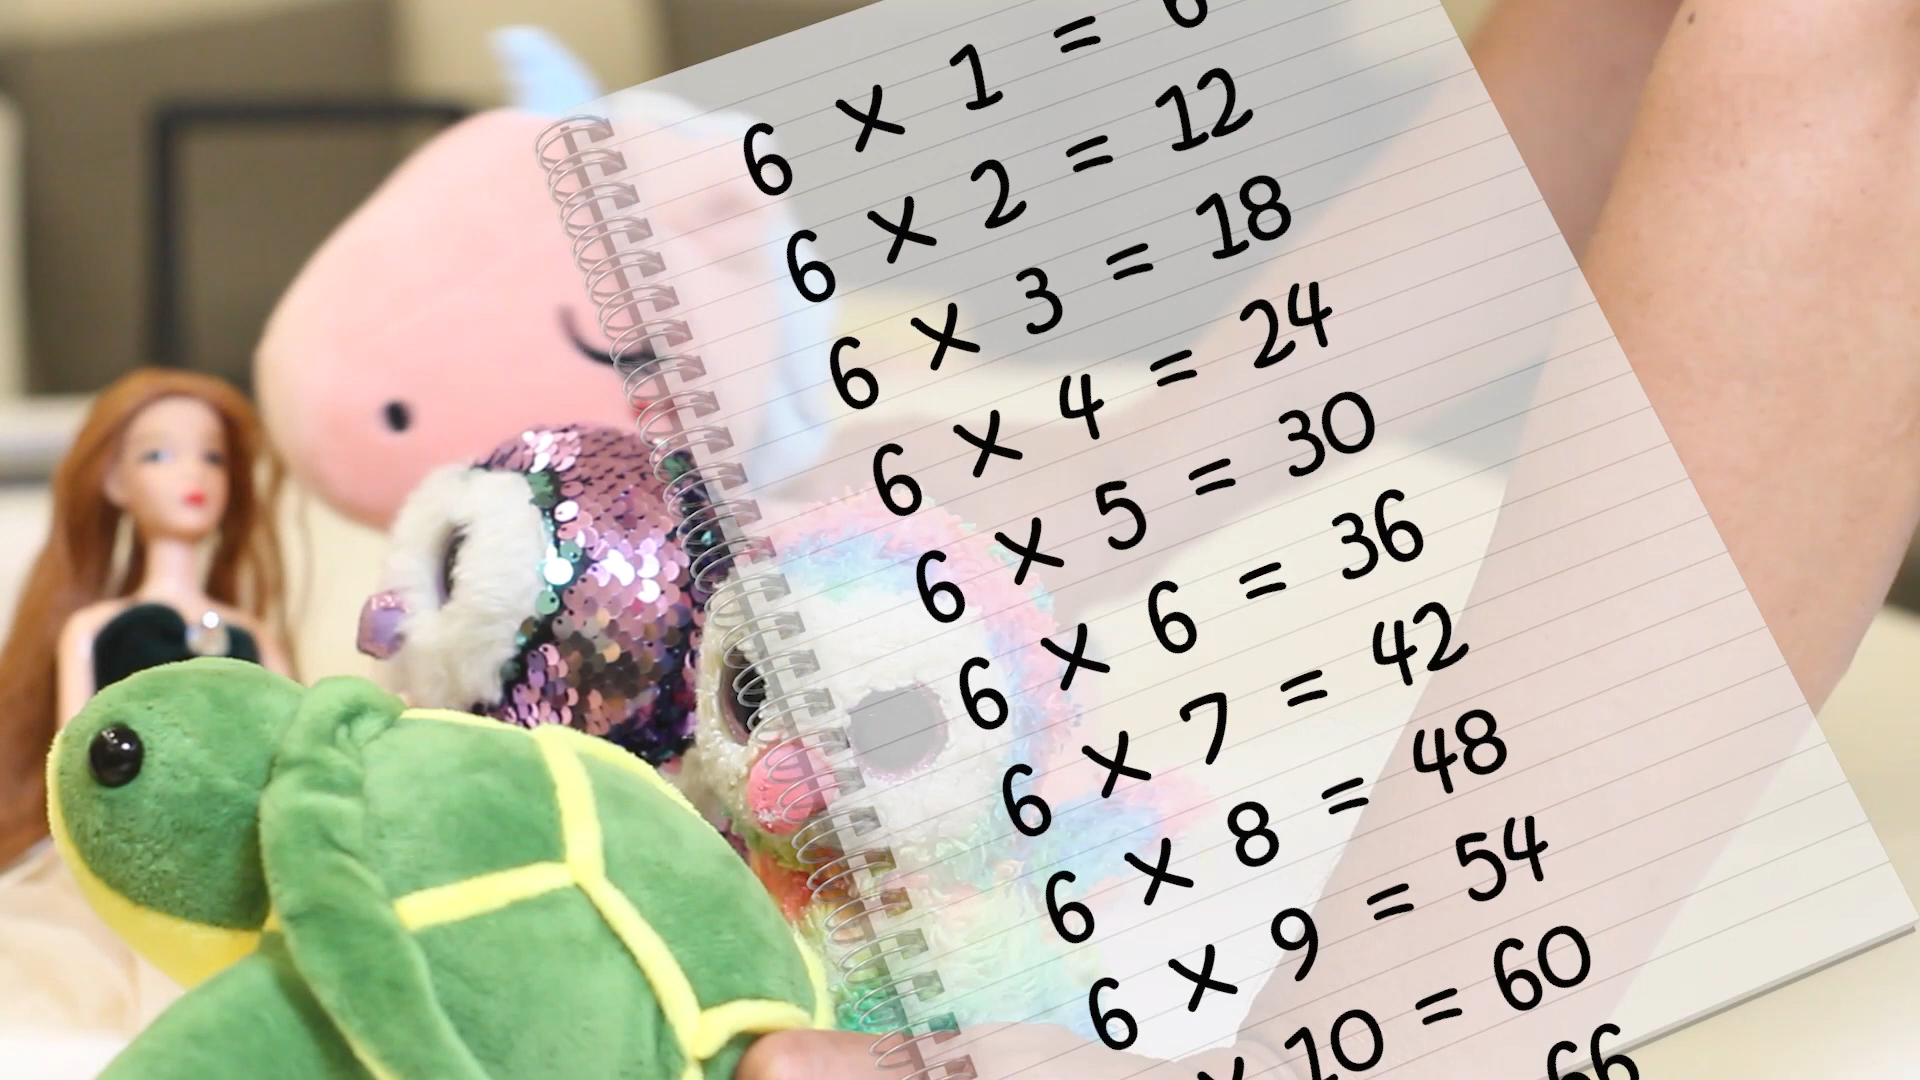 6 × 1 = 6
6 × 2 = 12
6 × 3 = 18
6 × 4 = 24
6 × 5 = 30
6 × 6 = 36
6 × 7 = 42
6 × 8 = 48
6 × 9 = 54
× 10 = 60
66